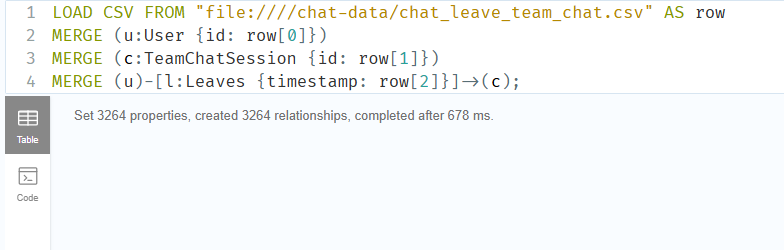 1 LOAD CSV FROM "file:////chat-data/chat_leave_team_chat.csv" AS row
2 MERGE (u:User {id: row[0]})
3 MERGE (c:TeamChatSession {id: row[1]})
4 MERGE (u)-[l:Leaves {timestamp: row[2]}]->(c);
Table
Set 3264 properties, created 3264 relationships, completed after 678 ms.
Code